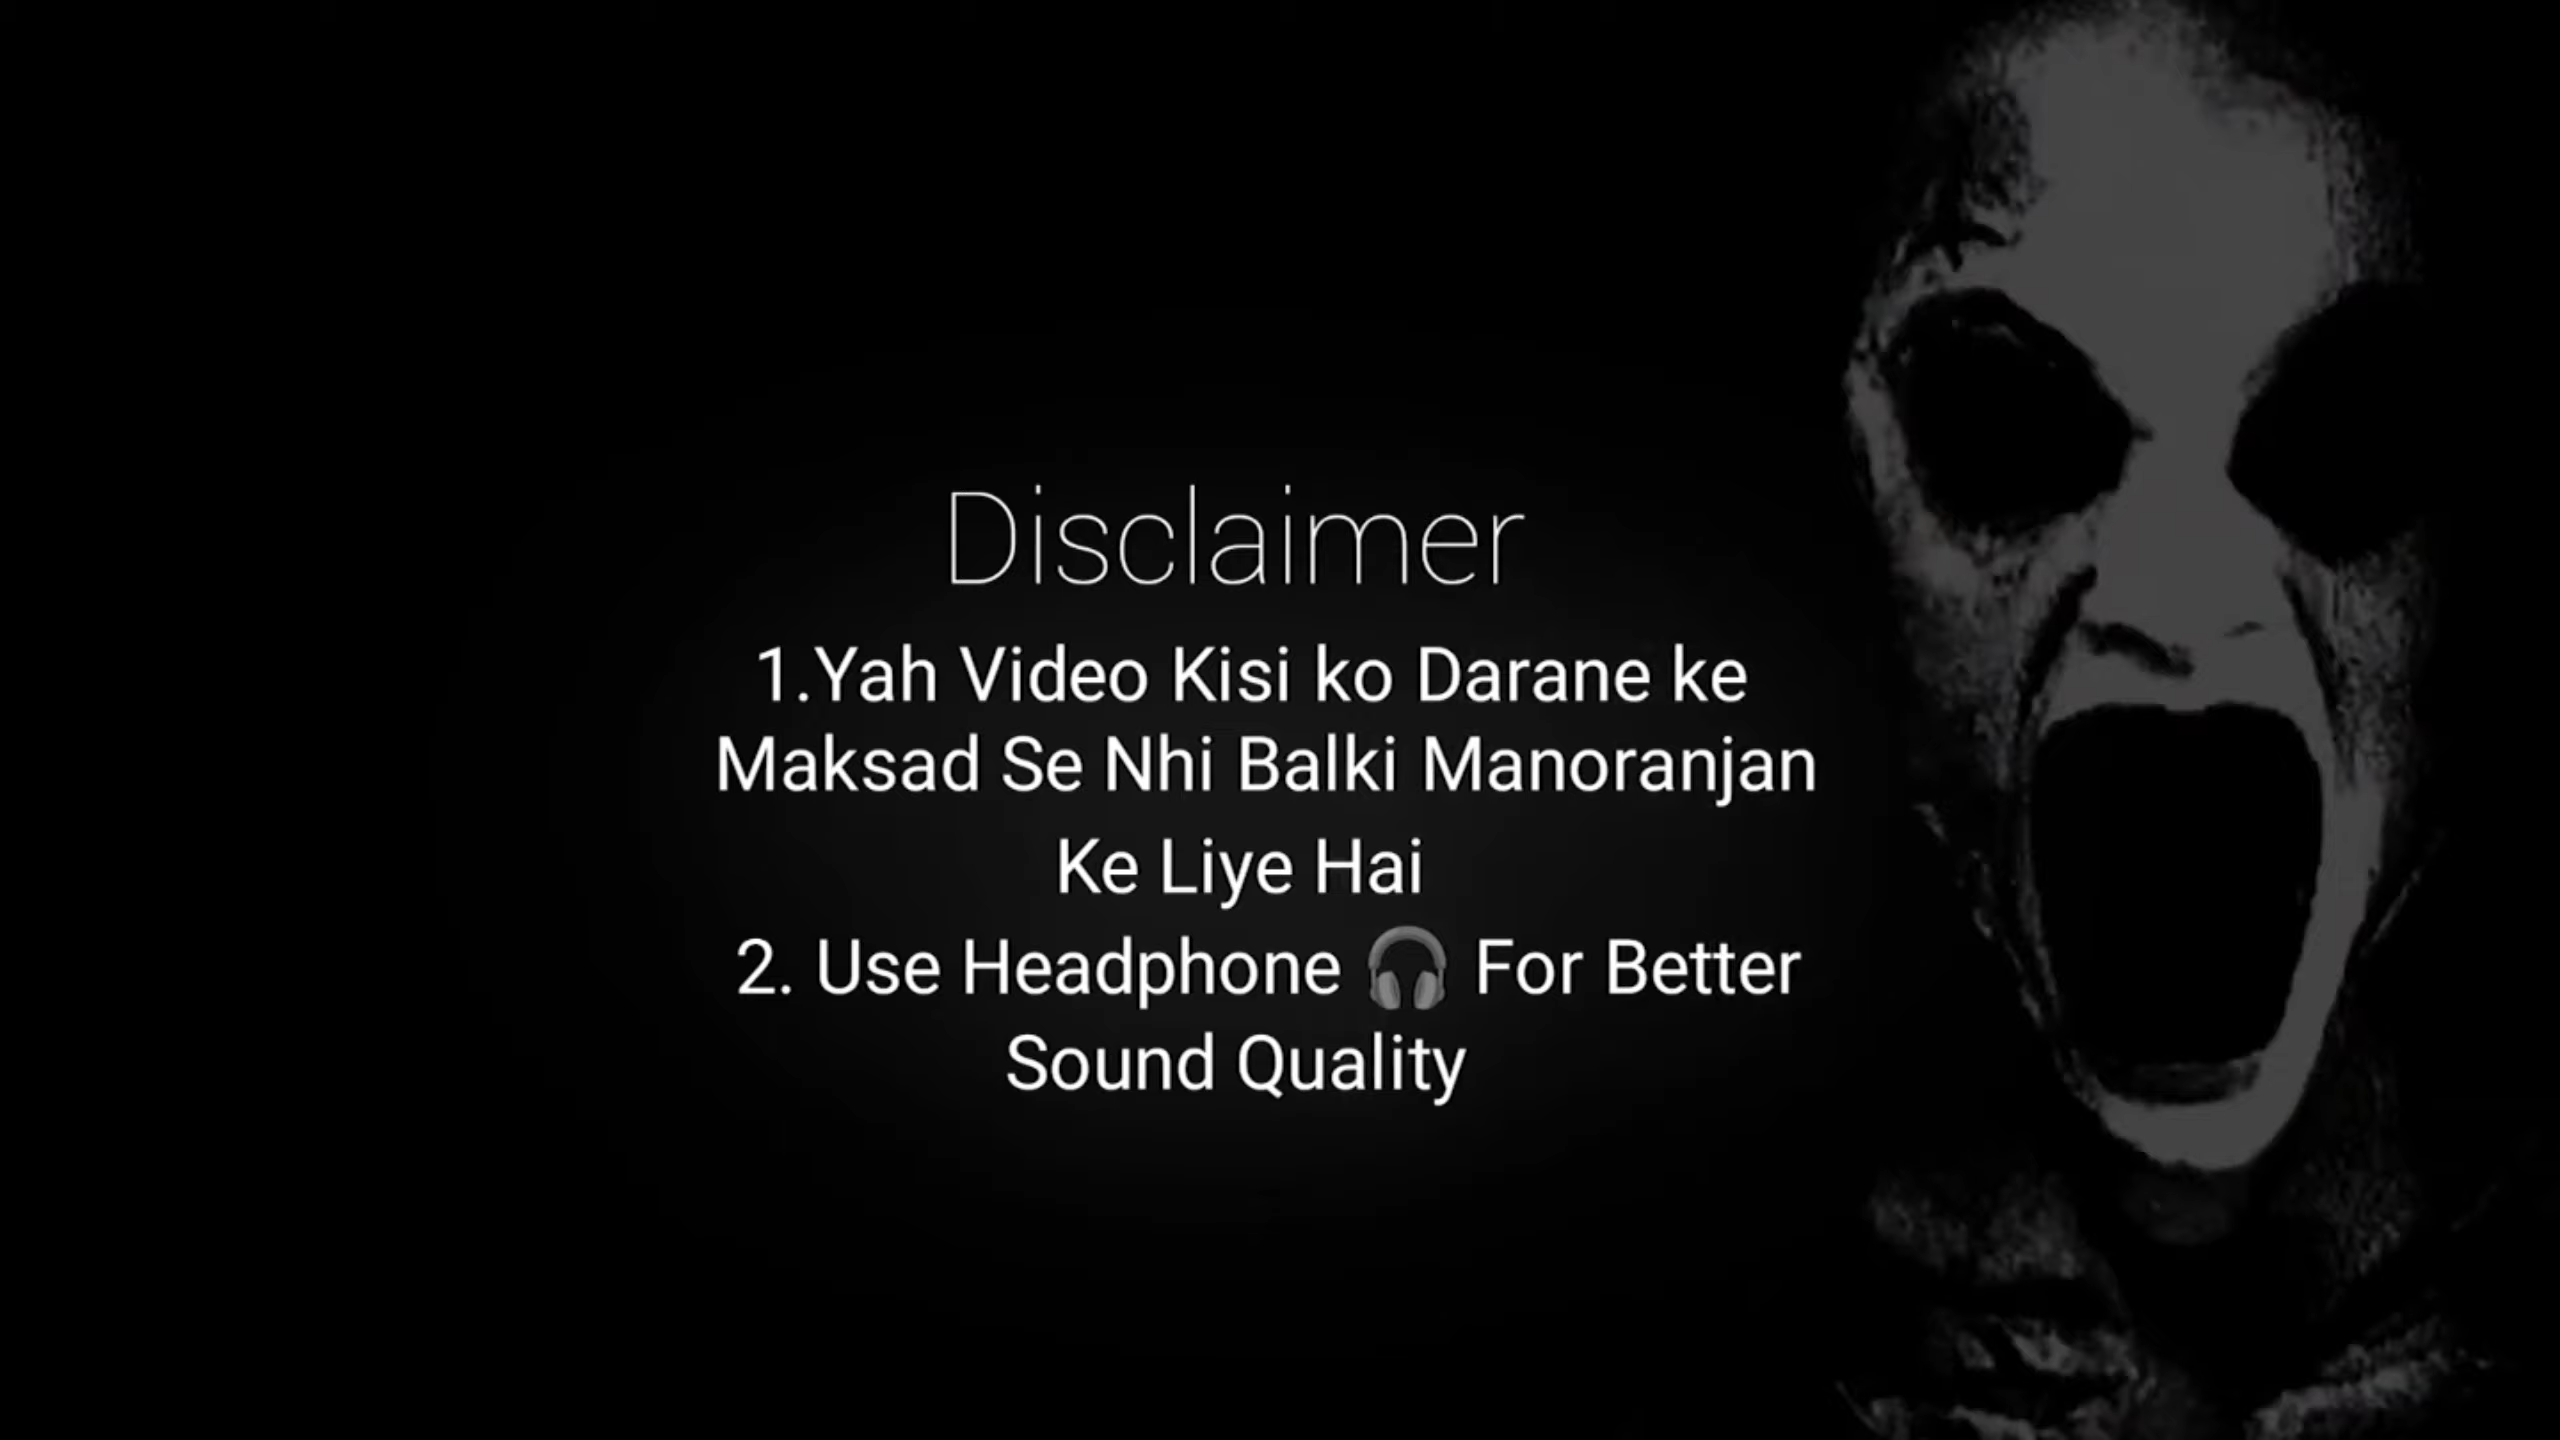 Disclaimer
1.Yah Video Kisi ko Darane ke
Maksad Se Nhi Balki Manoranjan
Ke Liye Hai
2. Use Headphone 🎧 For Better
Sound Quality